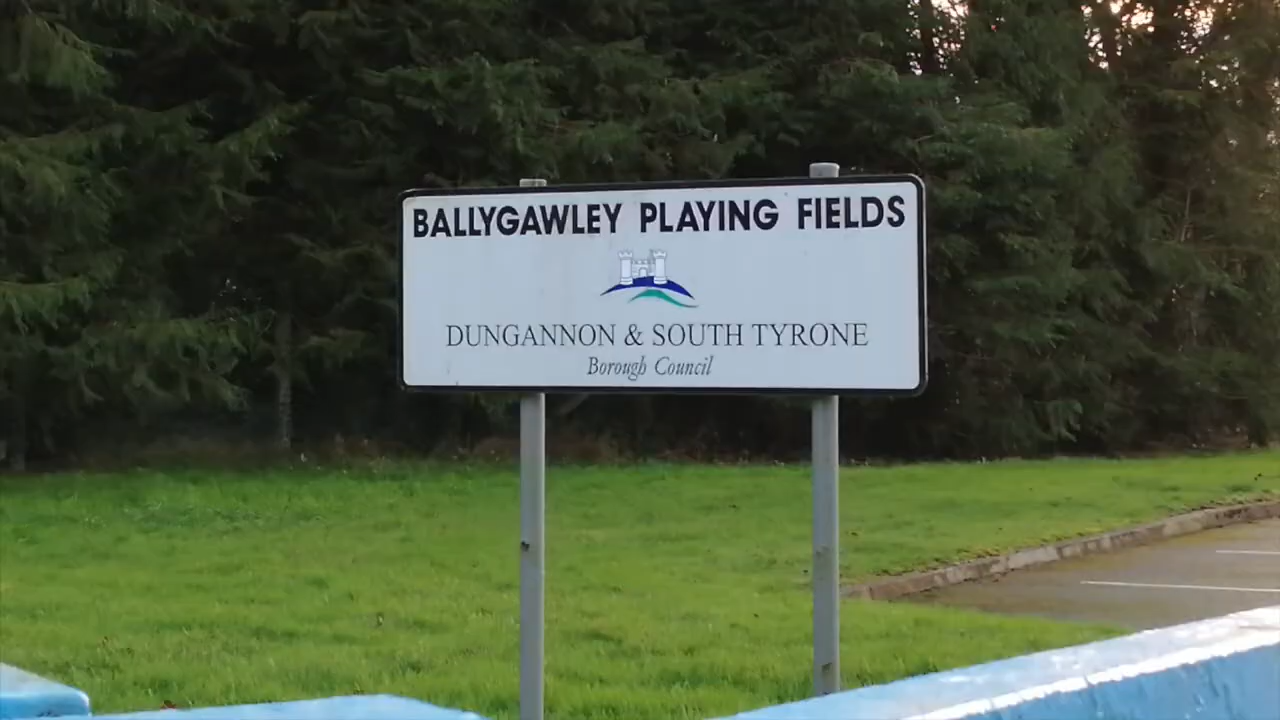 BALLYGAWLEY PLAYING FIELDS
DUNGANNON & SOUTH TYRONE
Borough Council